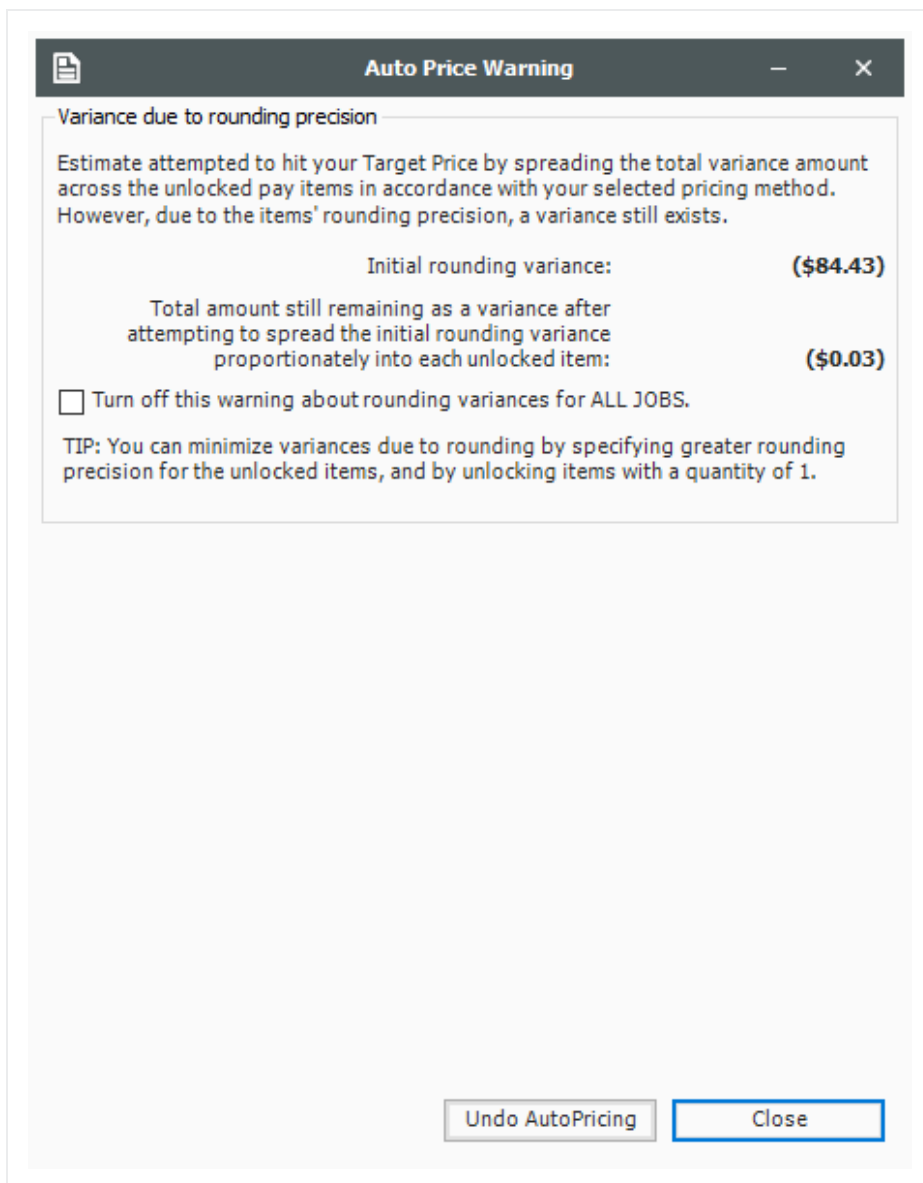 Auto Price Warning
Variance due to rounding precision
Estimate attempted to hit your Target Price by spreading the total variance amount
across the unlocked pay items in accordance with your selected pricing method.
However, due to the items' rounding precision, a variance still exists.
Initial rounding variance: ($84.43)
Total amount still remaining as a variance after
attempting to spread the initial rounding variance
proportionately into each unlocked item: ($0.03)
Turn off this warning about rounding variances for ALL JOBS.
TIP: You can minimize variances due to rounding by specifying greater rounding
precision for the unlocked items, and by unlocking items with a quantity of 1.
Undo AutoPricing Close